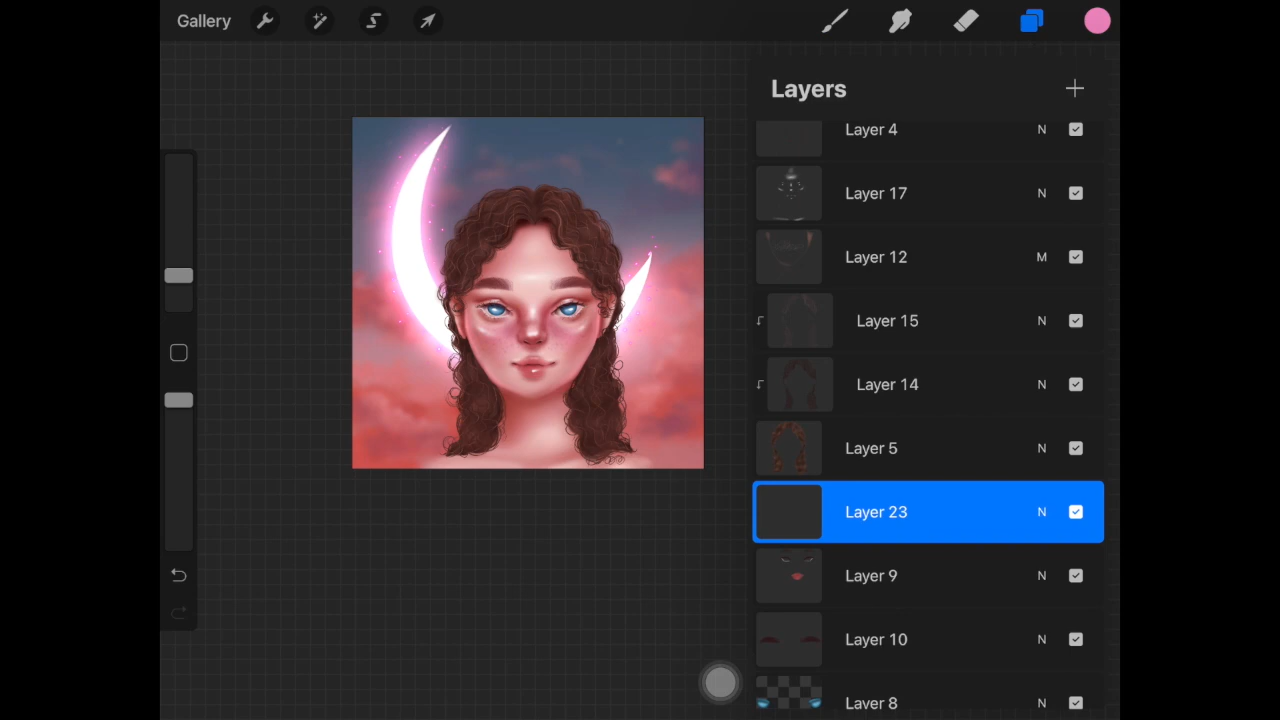 Gallery
Layers
Layer 4 N
Layer 17 N
Layer 12 M
Layer 15 N
Layer 14 N
Layer 5 N
Layer 23 N
Layer 9 N
Layer 10 N
Layer 8 N